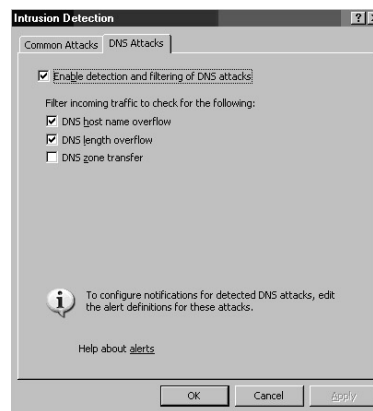 Intrusion Detection
Common Attacks DNS Attacks
Enable detection and filtering of DNS attacks
Filter incoming traffic to check for the following:
DNS host name overflow
DNS length overflow
DNS zone transfer
To configure notifications for detected DNS attacks, edit
the alert definitions for these attacks.
Help about alerts
OK Cancel Apply